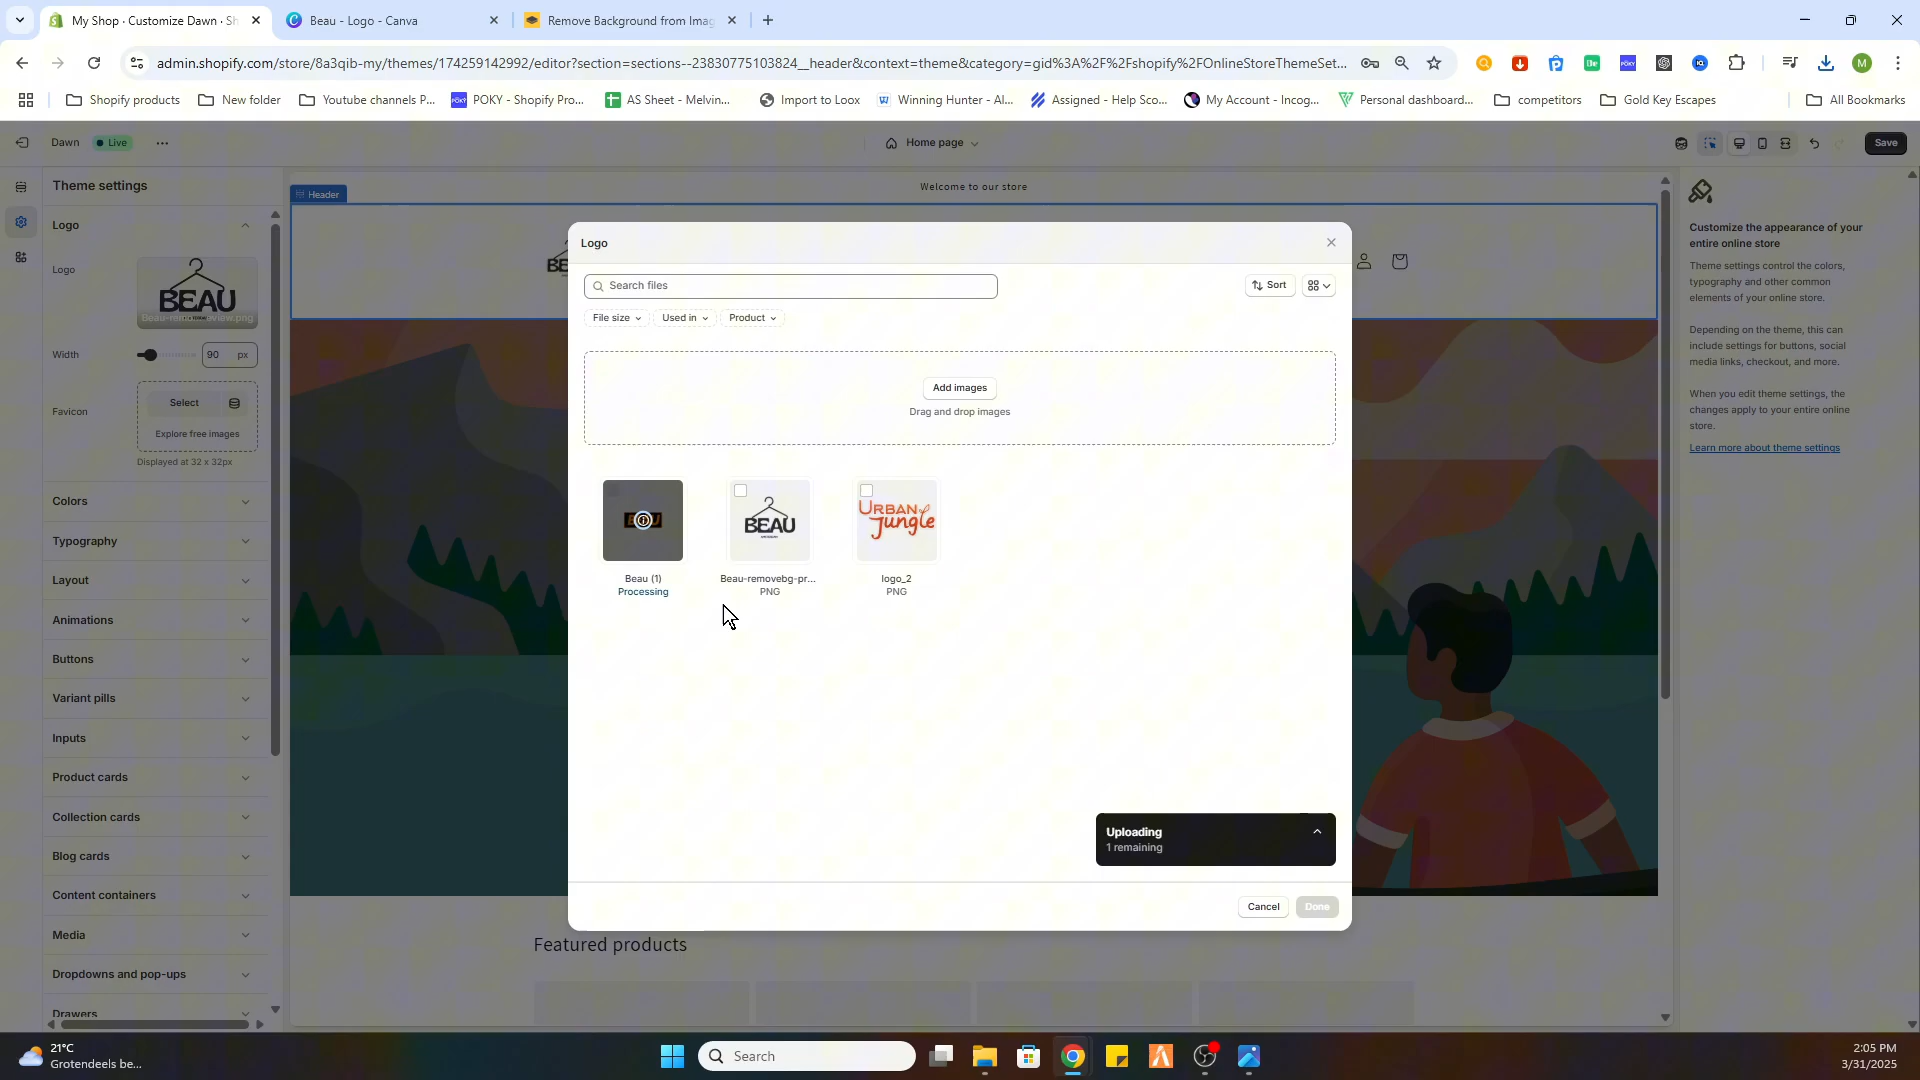 My Shop · Customize Dawn · Sh
Beau - Logo - Canva
Remove Background from Imag
admin.shopify.com/store/8a3qib-my/themes/174259142992/editor?section=sections--23830775103824__header&context=theme&category=gid%3A%2F%2Fshopify%2FOnlineStoreThemeSet...
Shopify products
New folder
Youtube channels P...
POKY - Shopify Pro...
AS Sheet - Melvin...
Import to Loox
Winning Hunter - AI...
Assigned - Help Sco...
My Account - Incog...
Personal dashboard...
competitors
Gold Key Escapes
All Bookmarks
Dawn
Live
Home page
Save
Theme settings
Header
Welcome to our store
Logo
Logo
BEAU
Beau-remo...eview.png
Width
90 px
Favicon
Select
Explore free images
Displayed at 32 x 32px
Colors
Typography
Layout
Animations
Buttons
Variant pills
Inputs
Product cards
Collection cards
Blog cards
Content containers
Media
Dropdowns and pop-ups
Drawers
Logo
Search files
Sort
File size
Used in
Product
Add images
Drag and drop images
BEAU
URBAN
Jungle
Beau (1)
Processing
Beau-removebg-pr...
PNG
logo_2
PNG
Uploading
1 remaining
Cancel
Done
Featured products
Customize the appearance of your
entire online store
Theme settings control the colors,
typography and other common
elements of your online store.
Depending on the theme, this can
include settings for buttons, social
media links, checkout, and more.
When you edit theme settings, the
changes apply to your entire online
store.
Learn more about theme settings
21°C
Grotendeels be...
Search
2:05 PM
3/31/2025